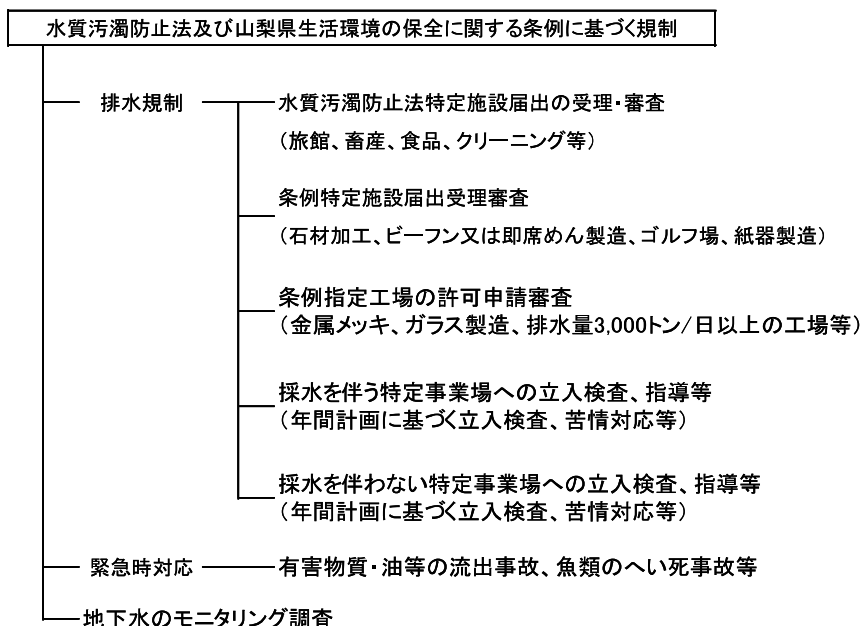 水質汚濁防止法及び山梨県生活環境の保全に関する条例に基づく規制
排水規制
水質汚濁防止法特定施設届出の受理・審査
（旅館、畜産、食品、クリーニング等）
条例特定施設届出受理審査
（石材加工、ビーフン又は即席めん製造、ゴルフ場、紙器製造）
条例指定工場の許可申請審査
（金属メッキ、ガラス製造、排水量3,000トン/日以上の工場等）
採水を伴う特定事業場への立入検査、指導等
（年間計画に基づく立入検査、苦情対応等）
採水を伴わない特定事業場への立入検査、指導等
（年間計画に基づく立入検査、苦情対応等）
緊急時対応
有害物質・油等の流出事故、魚類のへい死事故等
地下水のモニタリング調査